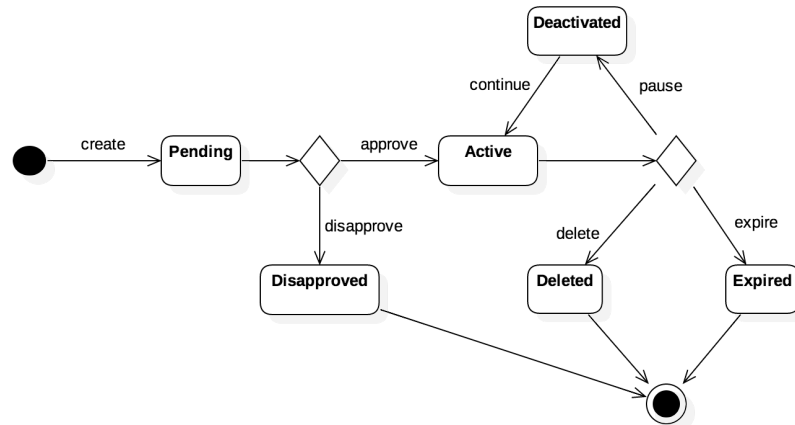 Deactivated
continue
pause
create
Pending
approve
Active
disapprove
delete
expire
Disapproved
Deleted
Expired